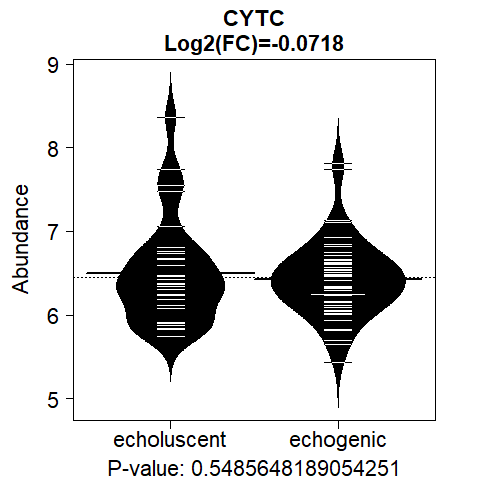 CYTC
Log2(FC)=-0.0718
9
8
7
6
5
Abundance
echoluscent echogenic
P-value: 0.5485648189054251